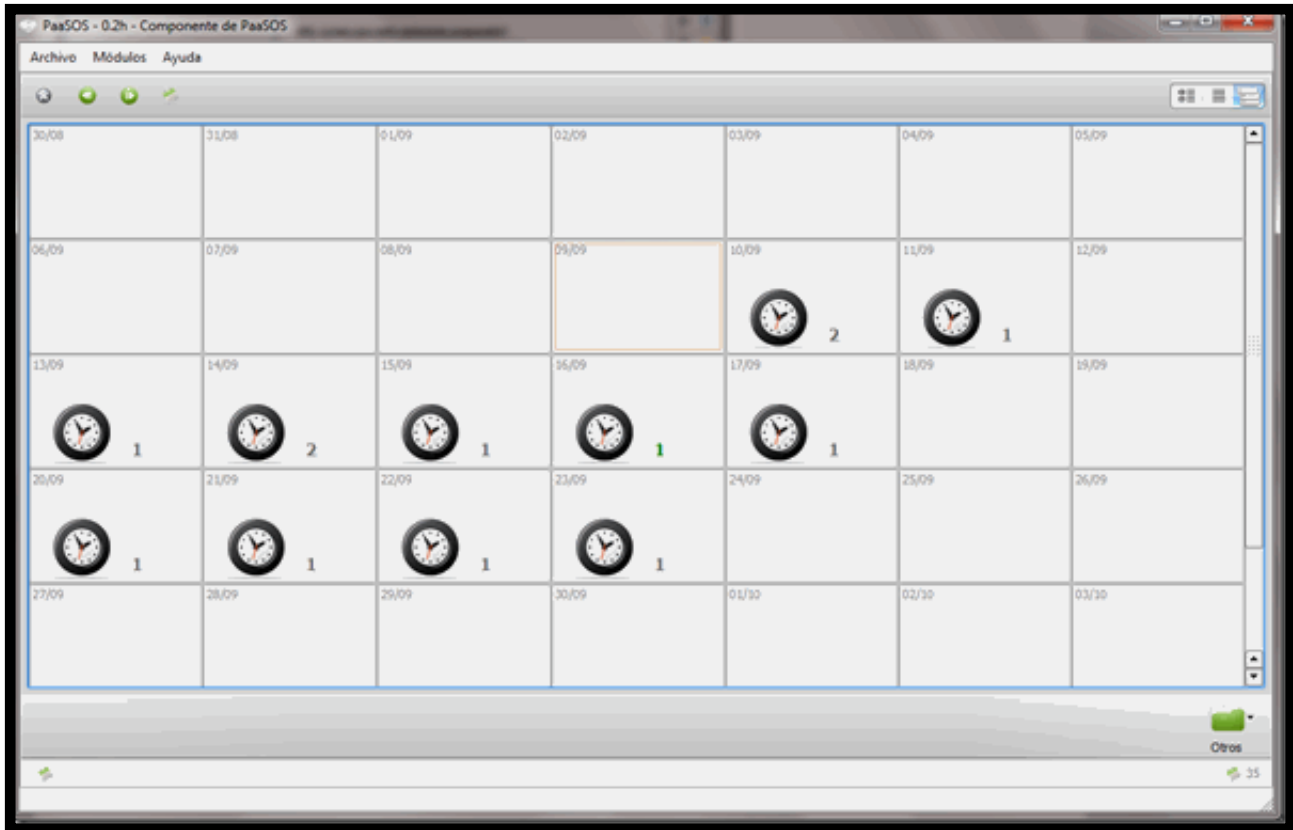 PaaSOS - 0.2h - Componente de PaaSOS
Archivo Módulos Ayuda
30/08 31/08 01/09 02/09 03/09 04/09 05/09
06/09 07/09 08/09 09/09 10/09 11/09 12/09
2 1
13/09 14/09 15/09 16/09 17/09 18/09 19/09
1 2 1 1 1
20/09 21/09 22/09 23/09 24/09 25/09 26/09
1 1 1 1
27/09 28/09 29/09 30/09 01/10 02/10 03/10
Otros
35